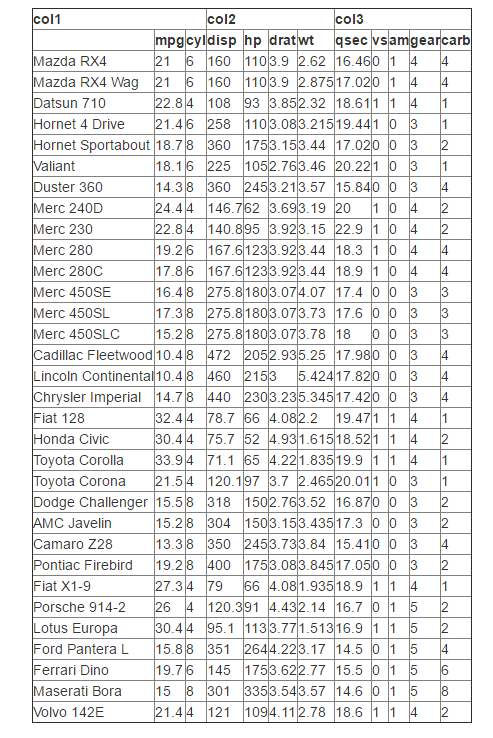 col1 col2 col3
mpg cyl disp hp drat wt qsec vs am gear carb
Mazda RX4 21 6 160 110 3.9 2.62 16.46 0 1 4 4
Mazda RX4 Wag 21 6 160 110 3.9 2.875 17.02 0 1 4 4
Datsun 710 22.8 4 108 93 3.85 2.32 18.61 1 1 4 1
Hornet 4 Drive 21.4 6 258 110 3.08 3.215 19.44 1 0 3 1
Hornet Sportabout 18.7 8 360 175 3.15 3.44 17.02 0 0 3 2
Valiant 18.1 6 225 105 2.76 3.46 20.22 1 0 3 1
Duster 360 14.3 8 360 245 3.21 3.57 15.84 0 0 3 4
Merc 240D 24.4 4 146.7 62 3.69 3.19 20 1 0 4 2
Merc 230 22.8 4 140.8 95 3.92 3.15 22.9 1 0 4 2
Merc 280 19.2 6 167.6 123 3.92 3.44 18.3 1 0 4 4
Merc 280C 17.8 6 167.6 123 3.92 3.44 18.9 1 0 4 4
Merc 450SE 16.4 8 275.8 180 3.07 4.07 17.4 0 0 3 3
Merc 450SL 17.3 8 275.8 180 3.07 3.73 17.6 0 0 3 3
Merc 450SLC 15.2 8 275.8 180 3.07 3.78 18 0 0 3 3
Cadillac Fleetwood 10.4 8 472 205 2.93 5.25 17.98 0 0 3 4
Lincoln Continental 10.4 8 460 215 3 5.424 17.82 0 0 3 4
Chrysler Imperial 14.7 8 440 230 3.23 5.345 17.42 0 0 3 4
Fiat 128 32.4 4 78.7 66 4.08 2.2 19.47 1 1 4 1
Honda Civic 30.4 4 75.7 52 4.93 1.615 18.52 1 1 4 2
Toyota Corolla 33.9 4 71.1 65 4.22 1.835 19.9 1 1 4 1
Toyota Corona 21.5 4 120.1 97 3.7 2.465 20.01 1 0 3 1
Dodge Challenger 15.5 8 318 150 2.76 3.52 16.87 0 0 3 2
AMC Javelin 15.2 8 304 150 3.15 3.435 17.3 0 0 3 2
Camaro Z28 13.3 8 350 245 3.73 3.84 15.41 0 0 3 4
Pontiac Firebird 19.2 8 400 175 3.08 3.845 17.05 0 0 3 2
Fiat X1-9 27.3 4 79 66 4.08 1.935 18.9 1 1 4 1
Porsche 914-2 26 4 120.3 91 4.43 2.14 16.7 0 1 5 2
Lotus Europa 30.4 4 95.1 113 3.77 1.513 16.9 1 1 5 2
Ford Pantera L 15.8 8 351 264 4.22 3.17 14.5 0 1 5 4
Ferrari Dino 19.7 6 145 175 3.62 2.77 15.5 0 1 5 6
Maserati Bora 15 8 301 335 3.54 3.57 14.6 0 1 5 8
Volvo 142E 21.4 4 121 109 4.11 2.78 18.6 1 1 4 2